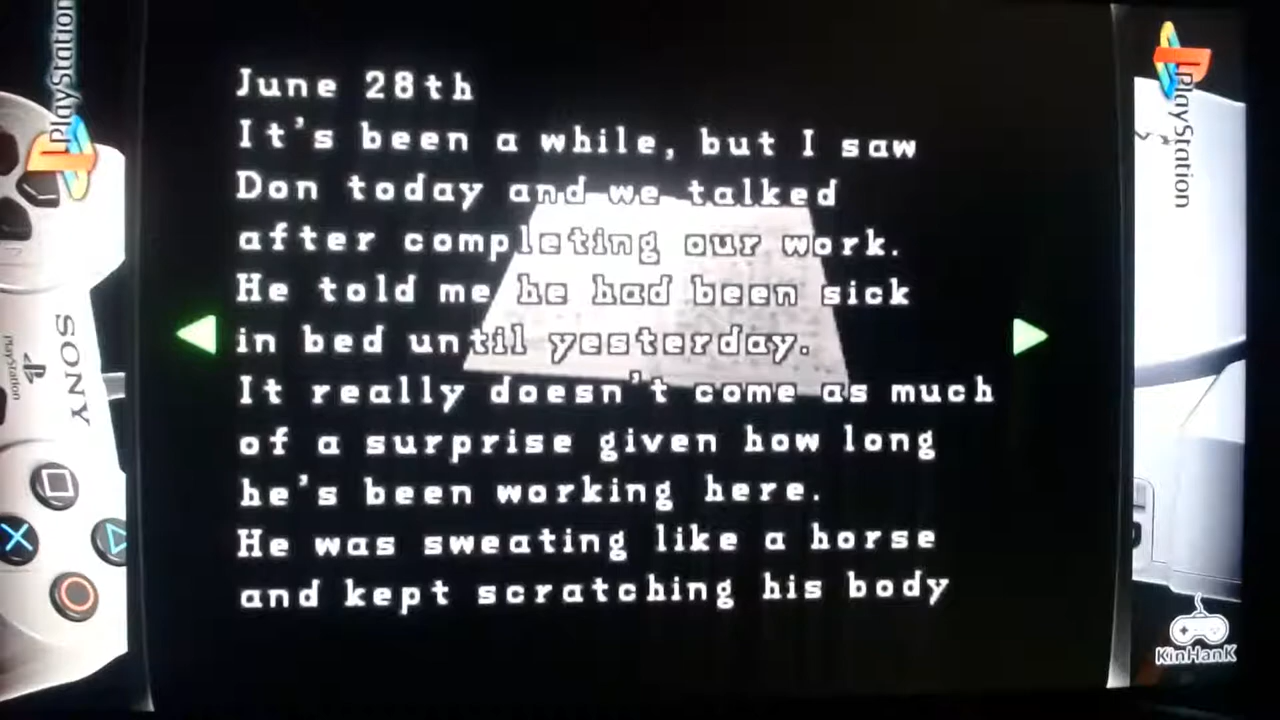 June 28th
It's been a while, but I saw
Don today and we talked
after completing our work.
He told me he had been sick
in bed until yesterday.
It really doesn't come as much
of a surprise given how long
he's been working here.
He was sweating like a horse
and kept scratching his body
PlayStation
SONY
PlayStation
PlayStation
KinHanK